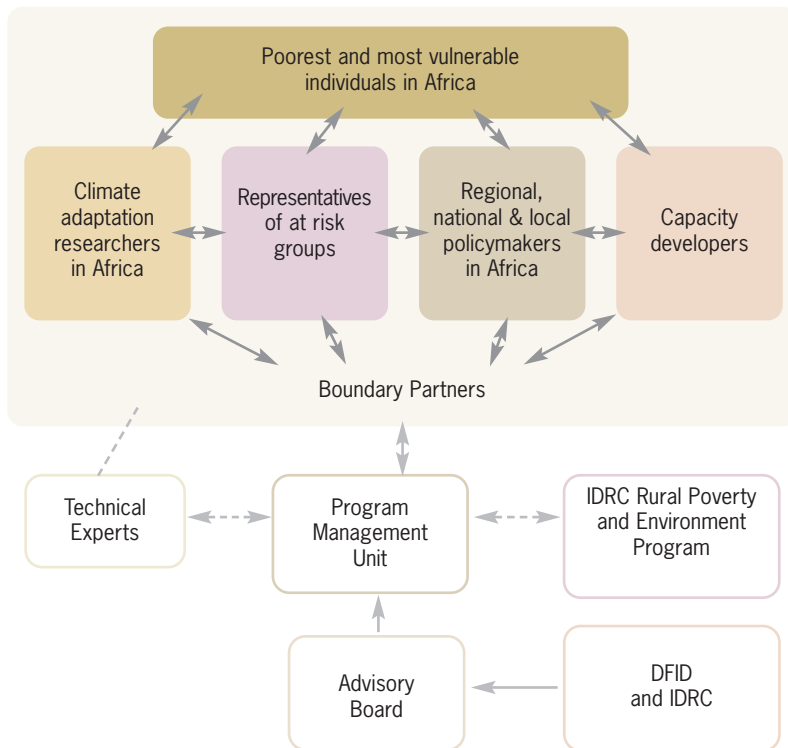 Poorest and most vulnerable
individuals in Africa
Climate
adaptation
researchers
in Africa
Representatives
of at risk
groups
Regional,
national & local
policymakers
in Africa
Capacity
developers
Boundary Partners
Technical
Experts
Program
Management
Unit
IDRC Rural Poverty
and Environment
Program
Advisory
Board
DFID
and IDRC